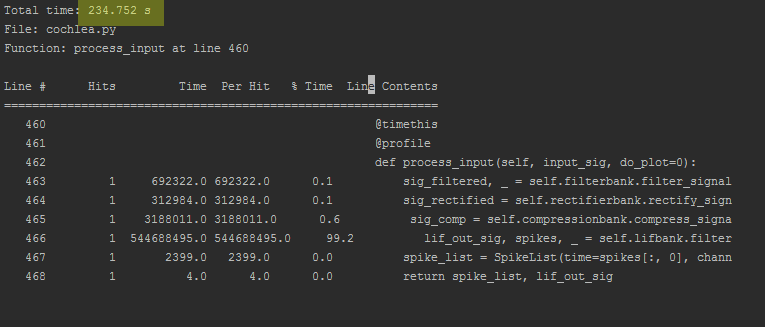 Total time: 234.752 s
File: cochlea.py
Function: process_input at line 460
Line # Hits Time Per Hit % Time Line Contents
==============================================================
460 @timethis
461 @profile
462 def process_input(self, input_sig, do_plot=0):
463 1 692322.0 692322.0 0.1 sig_filtered, _ = self.filterbank.filter_signal
464 1 312984.0 312984.0 0.1 sig_rectified = self.rectifierbank.rectify_sign
465 1 3188011.0 3188011.0 0.6 sig_comp = self.compressionbank.compress_signa
466 1 544688495.0 544688495.0 99.2 lif_out_sig, spikes, _ = self.lifbank.filter
467 1 2399.0 2399.0 0.0 spike_list = SpikeList(time=spikes[:, 0], chann
468 1 4.0 4.0 0.0 return spike_list, lif_out_sig